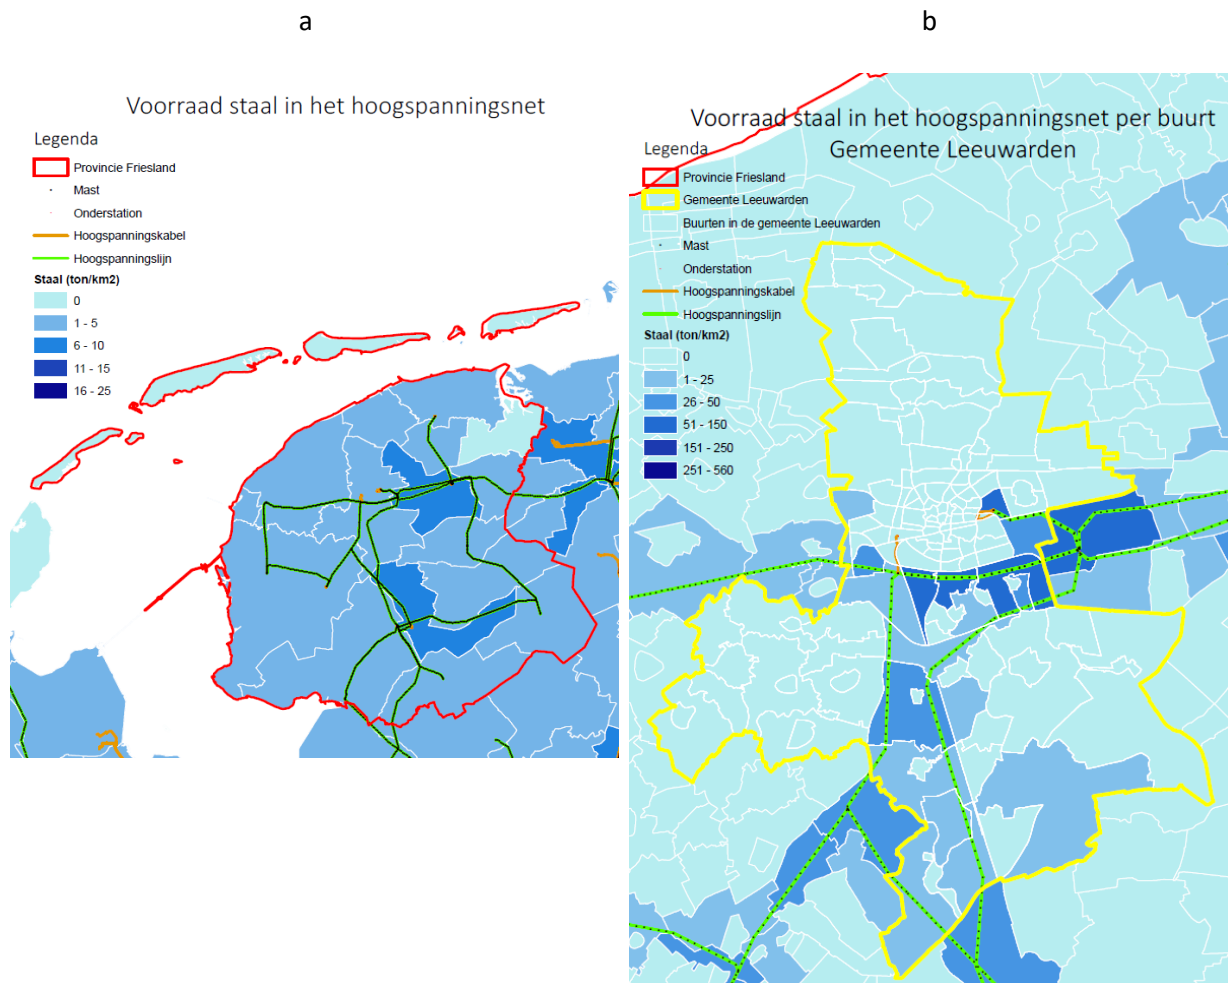 a
b
Voorraad staal in het hoogspanningsnet
Legenda
Provincie Friesland
Mast
Onderstation
Hoogspanningskabel
Hoogspanningslijn
Staal (ton/km2)
0
1 - 5
6 - 10
11 - 15
16 - 25
Voorraad staal in het hoogspanningsnet per buurt
Gemeente Leeuwarden
Legenda
Provincie Friesland
Gemeente Leeuwarden
Buurten in de gemeente Leeuwarden
Mast
Onderstation
Hoogspanningskabel
Hoogspanningslijn
Staal (ton/km2)
0
1 - 25
26 - 50
51 - 150
151 - 250
251 - 560